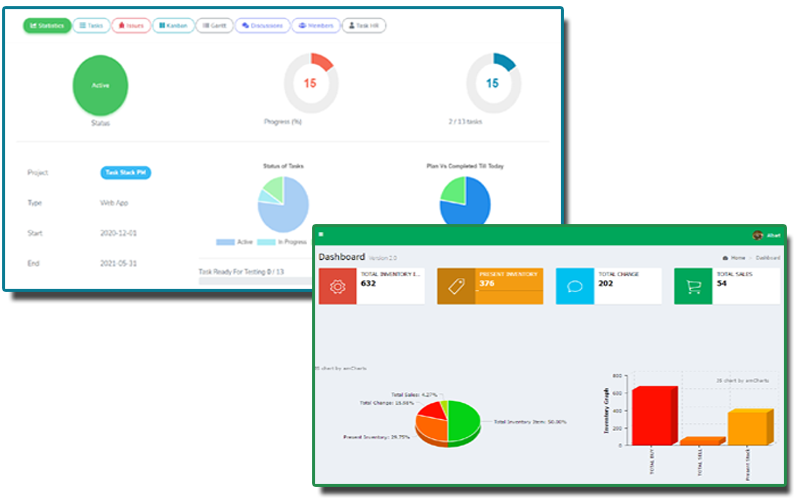 Statistics Tasks Issues Kanban Gantt Discussions Members Task HR
Active
Status
15
Progress (%)
15
2 / 13 tasks
Project Task Stack PM
Type Web App
Start 2020-12-01
End 2021-05-31
Status of Tasks
Active in Progress
Plan Vs Completed Till Today
Task Ready For Testing 0 / 13
Dashboard Version 2.0
Home Dashboard
TOTAL INVENTORY I...
632
PRESENT INVENTORY
376
TOTAL CHANGE
202
TOTAL SALES
54
chart by amCharts
Total Sales: 4.27%
Total Change:
Present Inventory: 29.75%
Total Inventory Item: 50.00%
chart by amCharts
Inventory Graph
800
600
400
200
0
TOTAL BUY
TOTAL SELL
Present Stock